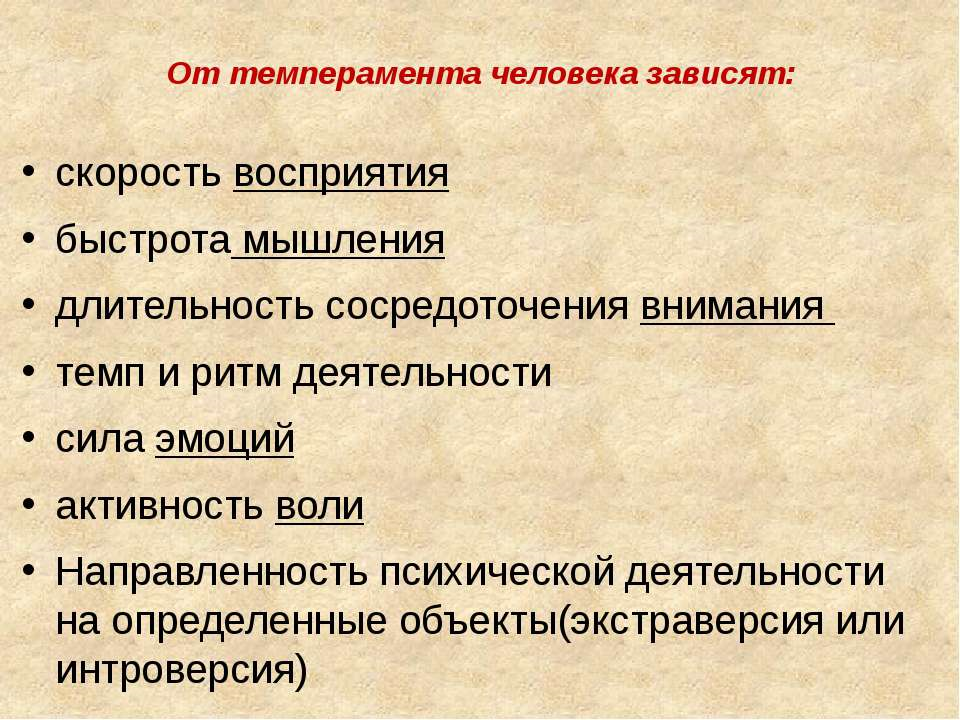 От темперамента человека зависят:
• скорость восприятия
• быстрота мышления
• длительность сосредоточения внимания
• темп и ритм деятельности
• сила эмоций
• активность воли
• Направленность психической деятельности
на определенные объекты(экстраверсия или
интроверсия)